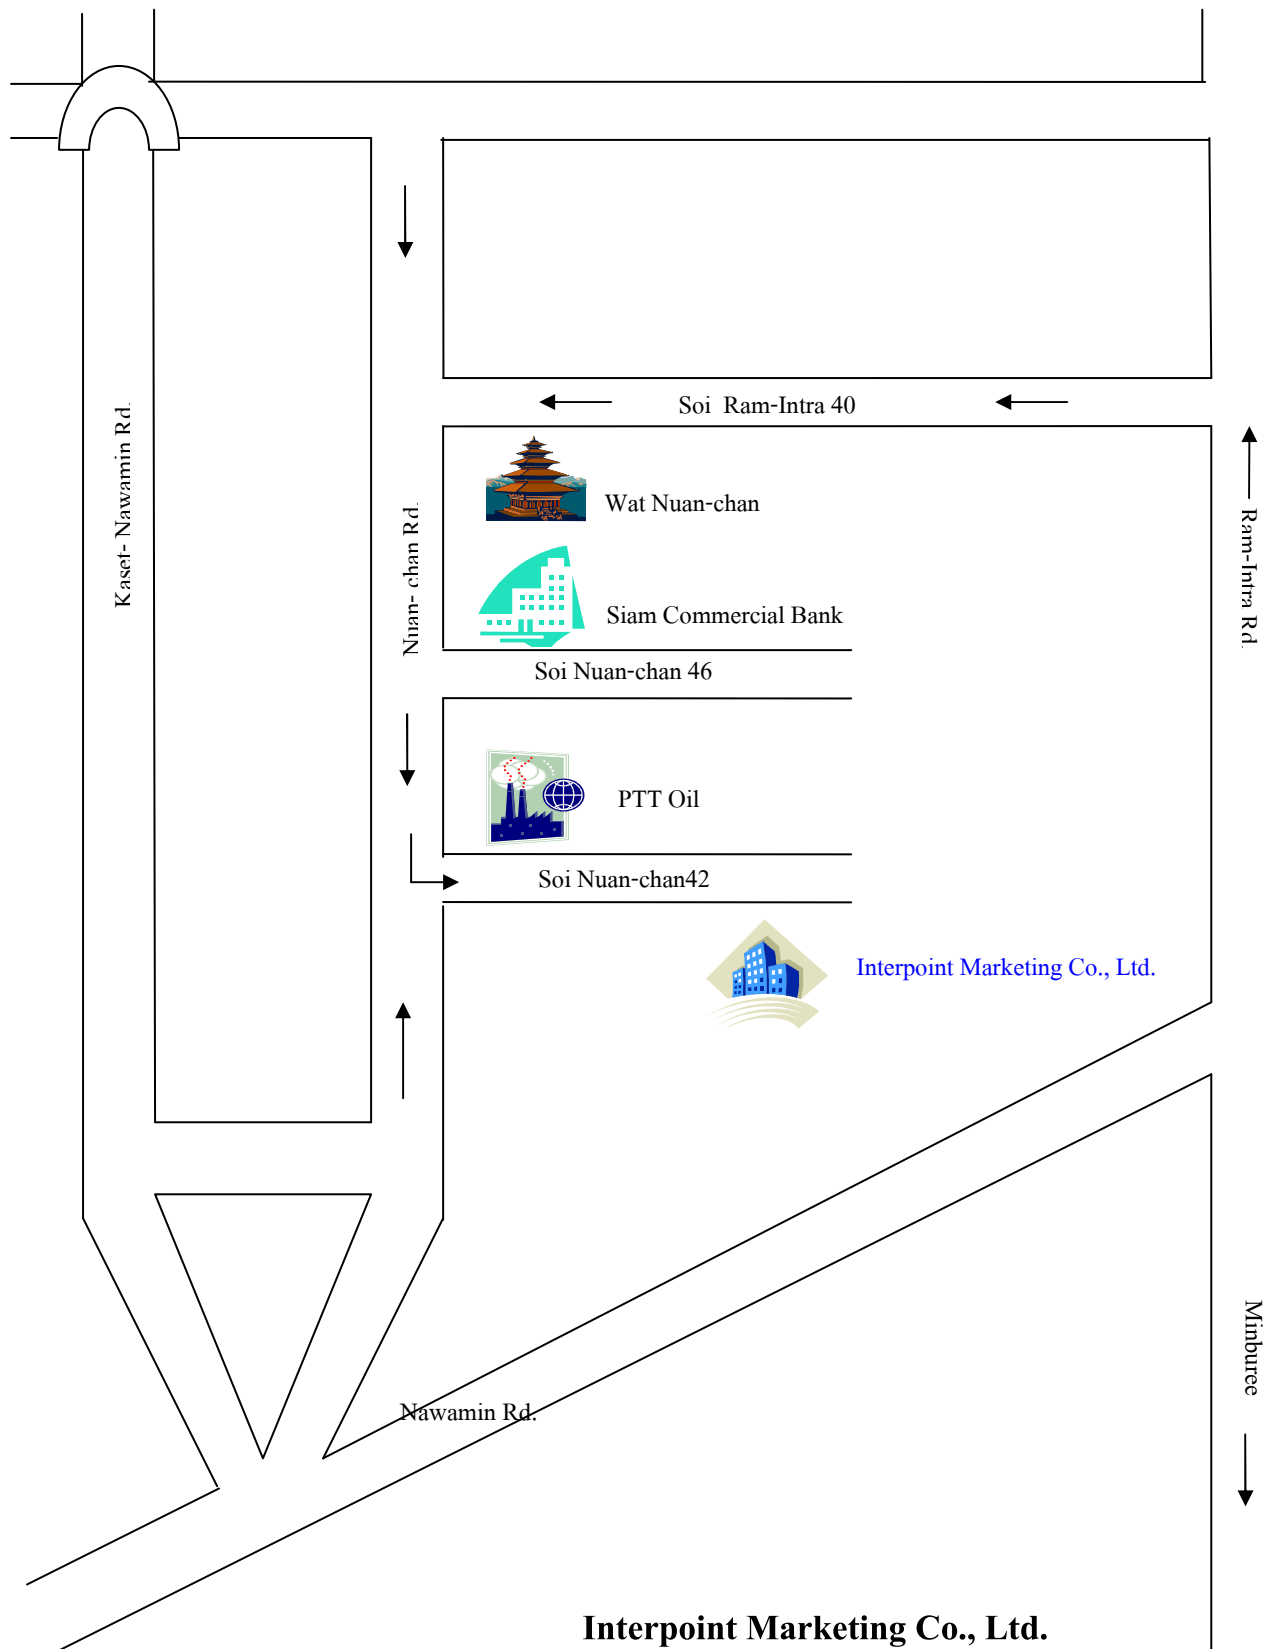 Soi Ram-Intra 40
Kaset- Nawamin Rd.
Nuan- chan Rd.
Wat Nuan-chan
Ram-Intra Rd.
Siam Commercial Bank
Soi Nuan-chan 46
PTT Oil
Soi Nuan-chan42
Interpoint Marketing Co., Ltd.
Minburee
Nawamin Rd.
Interpoint Marketing Co., Ltd.